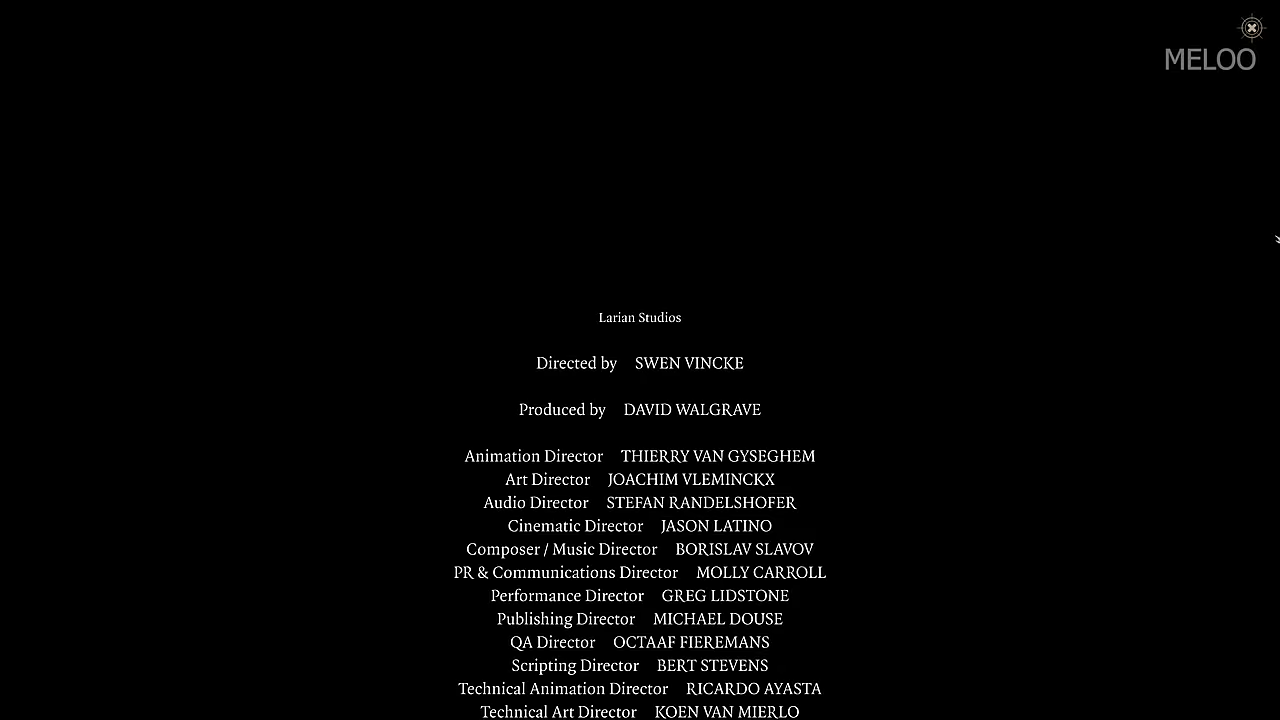 MELOO
Larian Studios
Directed by SWEN VINCKE
Produced by DAVID WALGRAVE
Animation Director THIERRY VAN GYSEGHEM
Art Director JOACHIM VLEMINCKX
Audio Director STEFAN RANDELSHOFER
Cinematic Director JASON LATINO
Composer / Music Director BORISLAV SLAVOV
PR & Communications Director MOLLY CARROLL
Performance Director GREG LIDSTONE
Publishing Director MICHAEL DOUSE
QA Director OCTAAF FIEREMANS
Scripting Director BERT STEVENS
Technical Animation Director RICARDO AYASTA
Technical Art Director KOEN VAN MIERLO